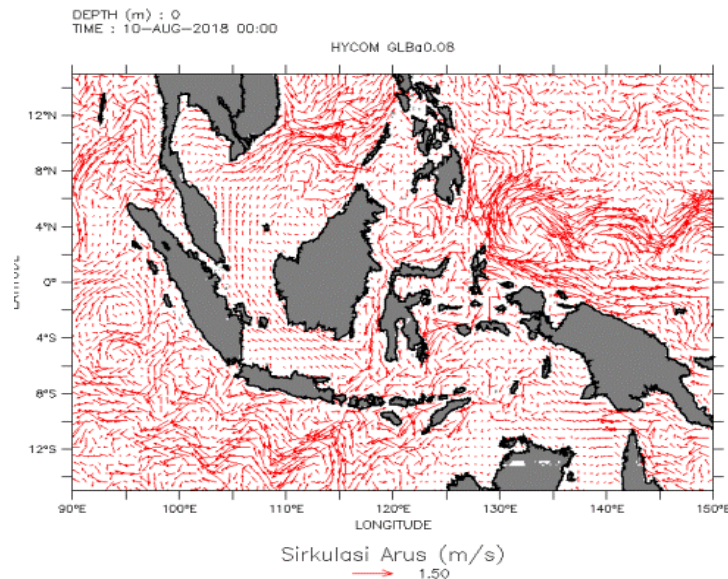 DEPTH (m) : 0
TIME : 10-AUG-2018 00:00
HYCOM GLBa0.08
12°N
8°N
4°N
0°
4°S
8°S
12°S
LATITUDE
90°E 100°E 110°E 120°E 130°E 140°E 150°E
LONGITUDE
Sirkulasi Arus (m/s)
1.50